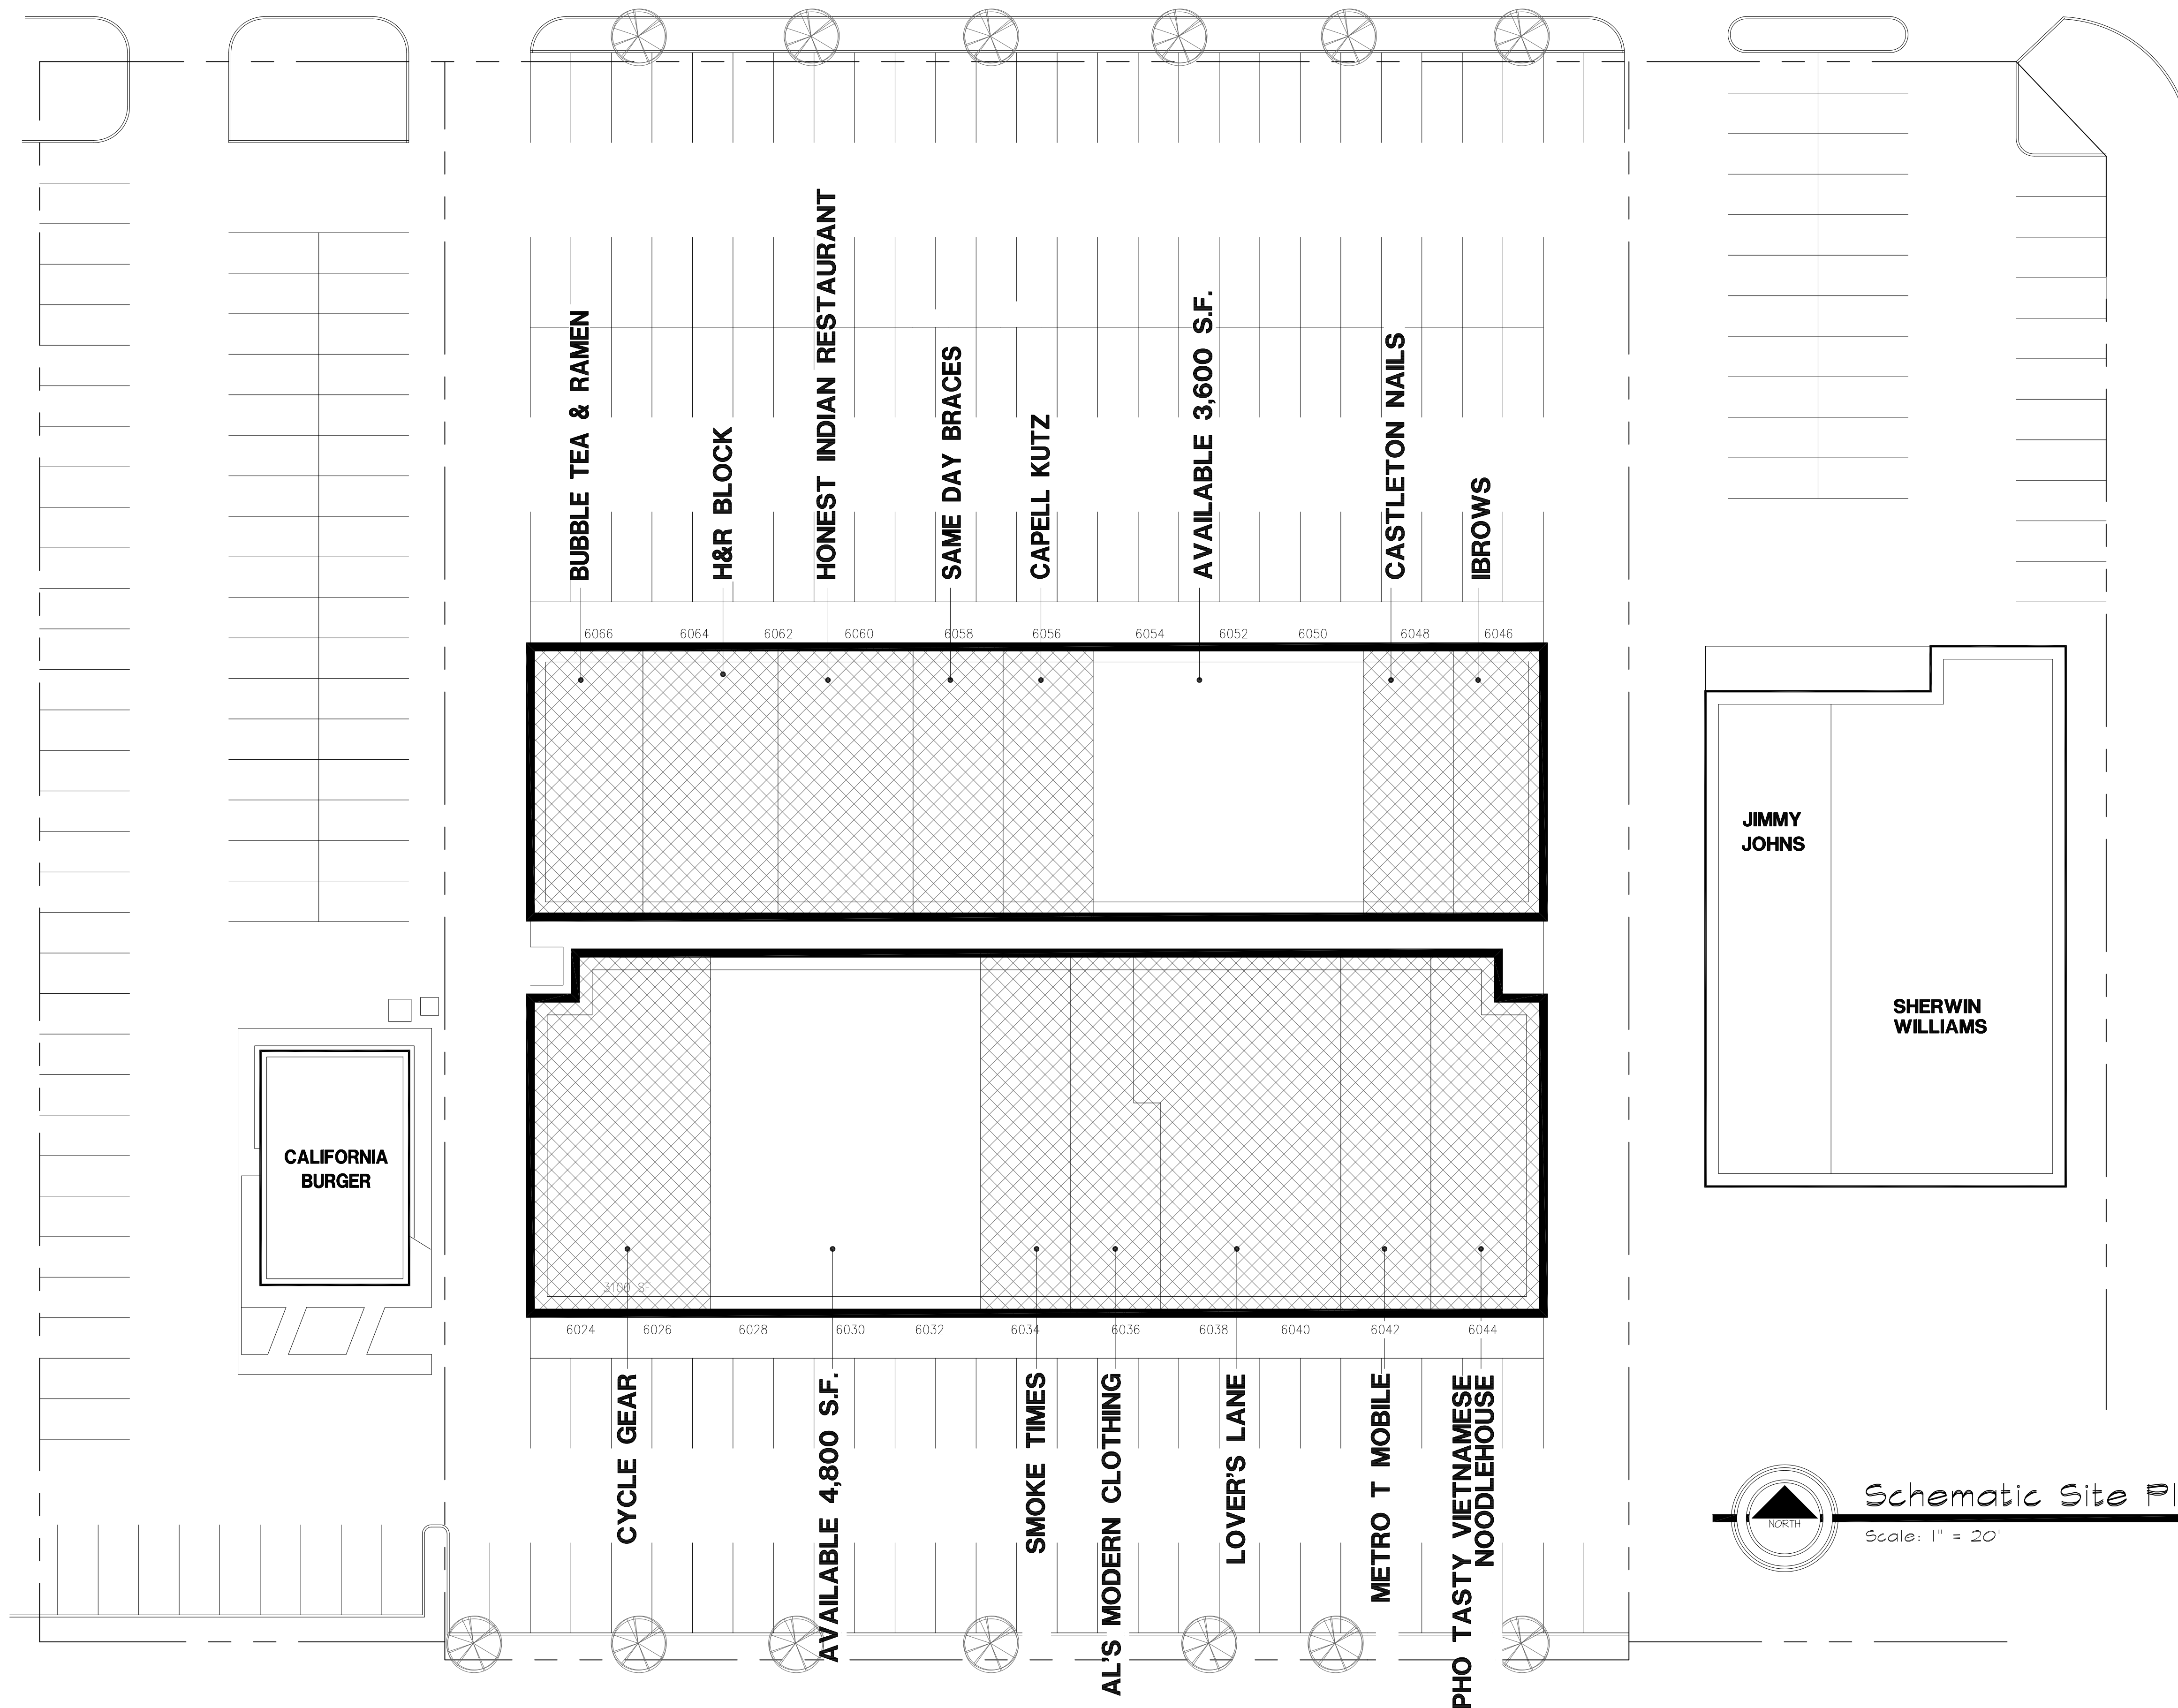 BUBBLE TEA & RAMEN
H&R BLOCK
HONEST INDIAN RESTAURANT
SAME DAY BRACES
CAPELL KUTZ
AVAILABLE 3,600 S.F.
CASTLETON NAILS
IBROWS
6066
6064
6062
6060
6058
6056
6054
6052
6050
6048
6046
JIMMY
JOHNS
SHERWIN
WILLIAMS
CALIFORNIA
BURGER
3100 SF
6024
6026
6028
6030
6032
6034
6036
6038
6040
6042
6044
CYCLE GEAR
AVAILABLE 4,800 S.F.
SMOKE TIMES
AL'S MODERN CLOTHING
LOVER'S LANE
METRO T MOBILE
PHO TASTY VIETNAMESE
NOODLEHOUSE
NORTH
Schematic Site Pl
Scale: 1" = 20'